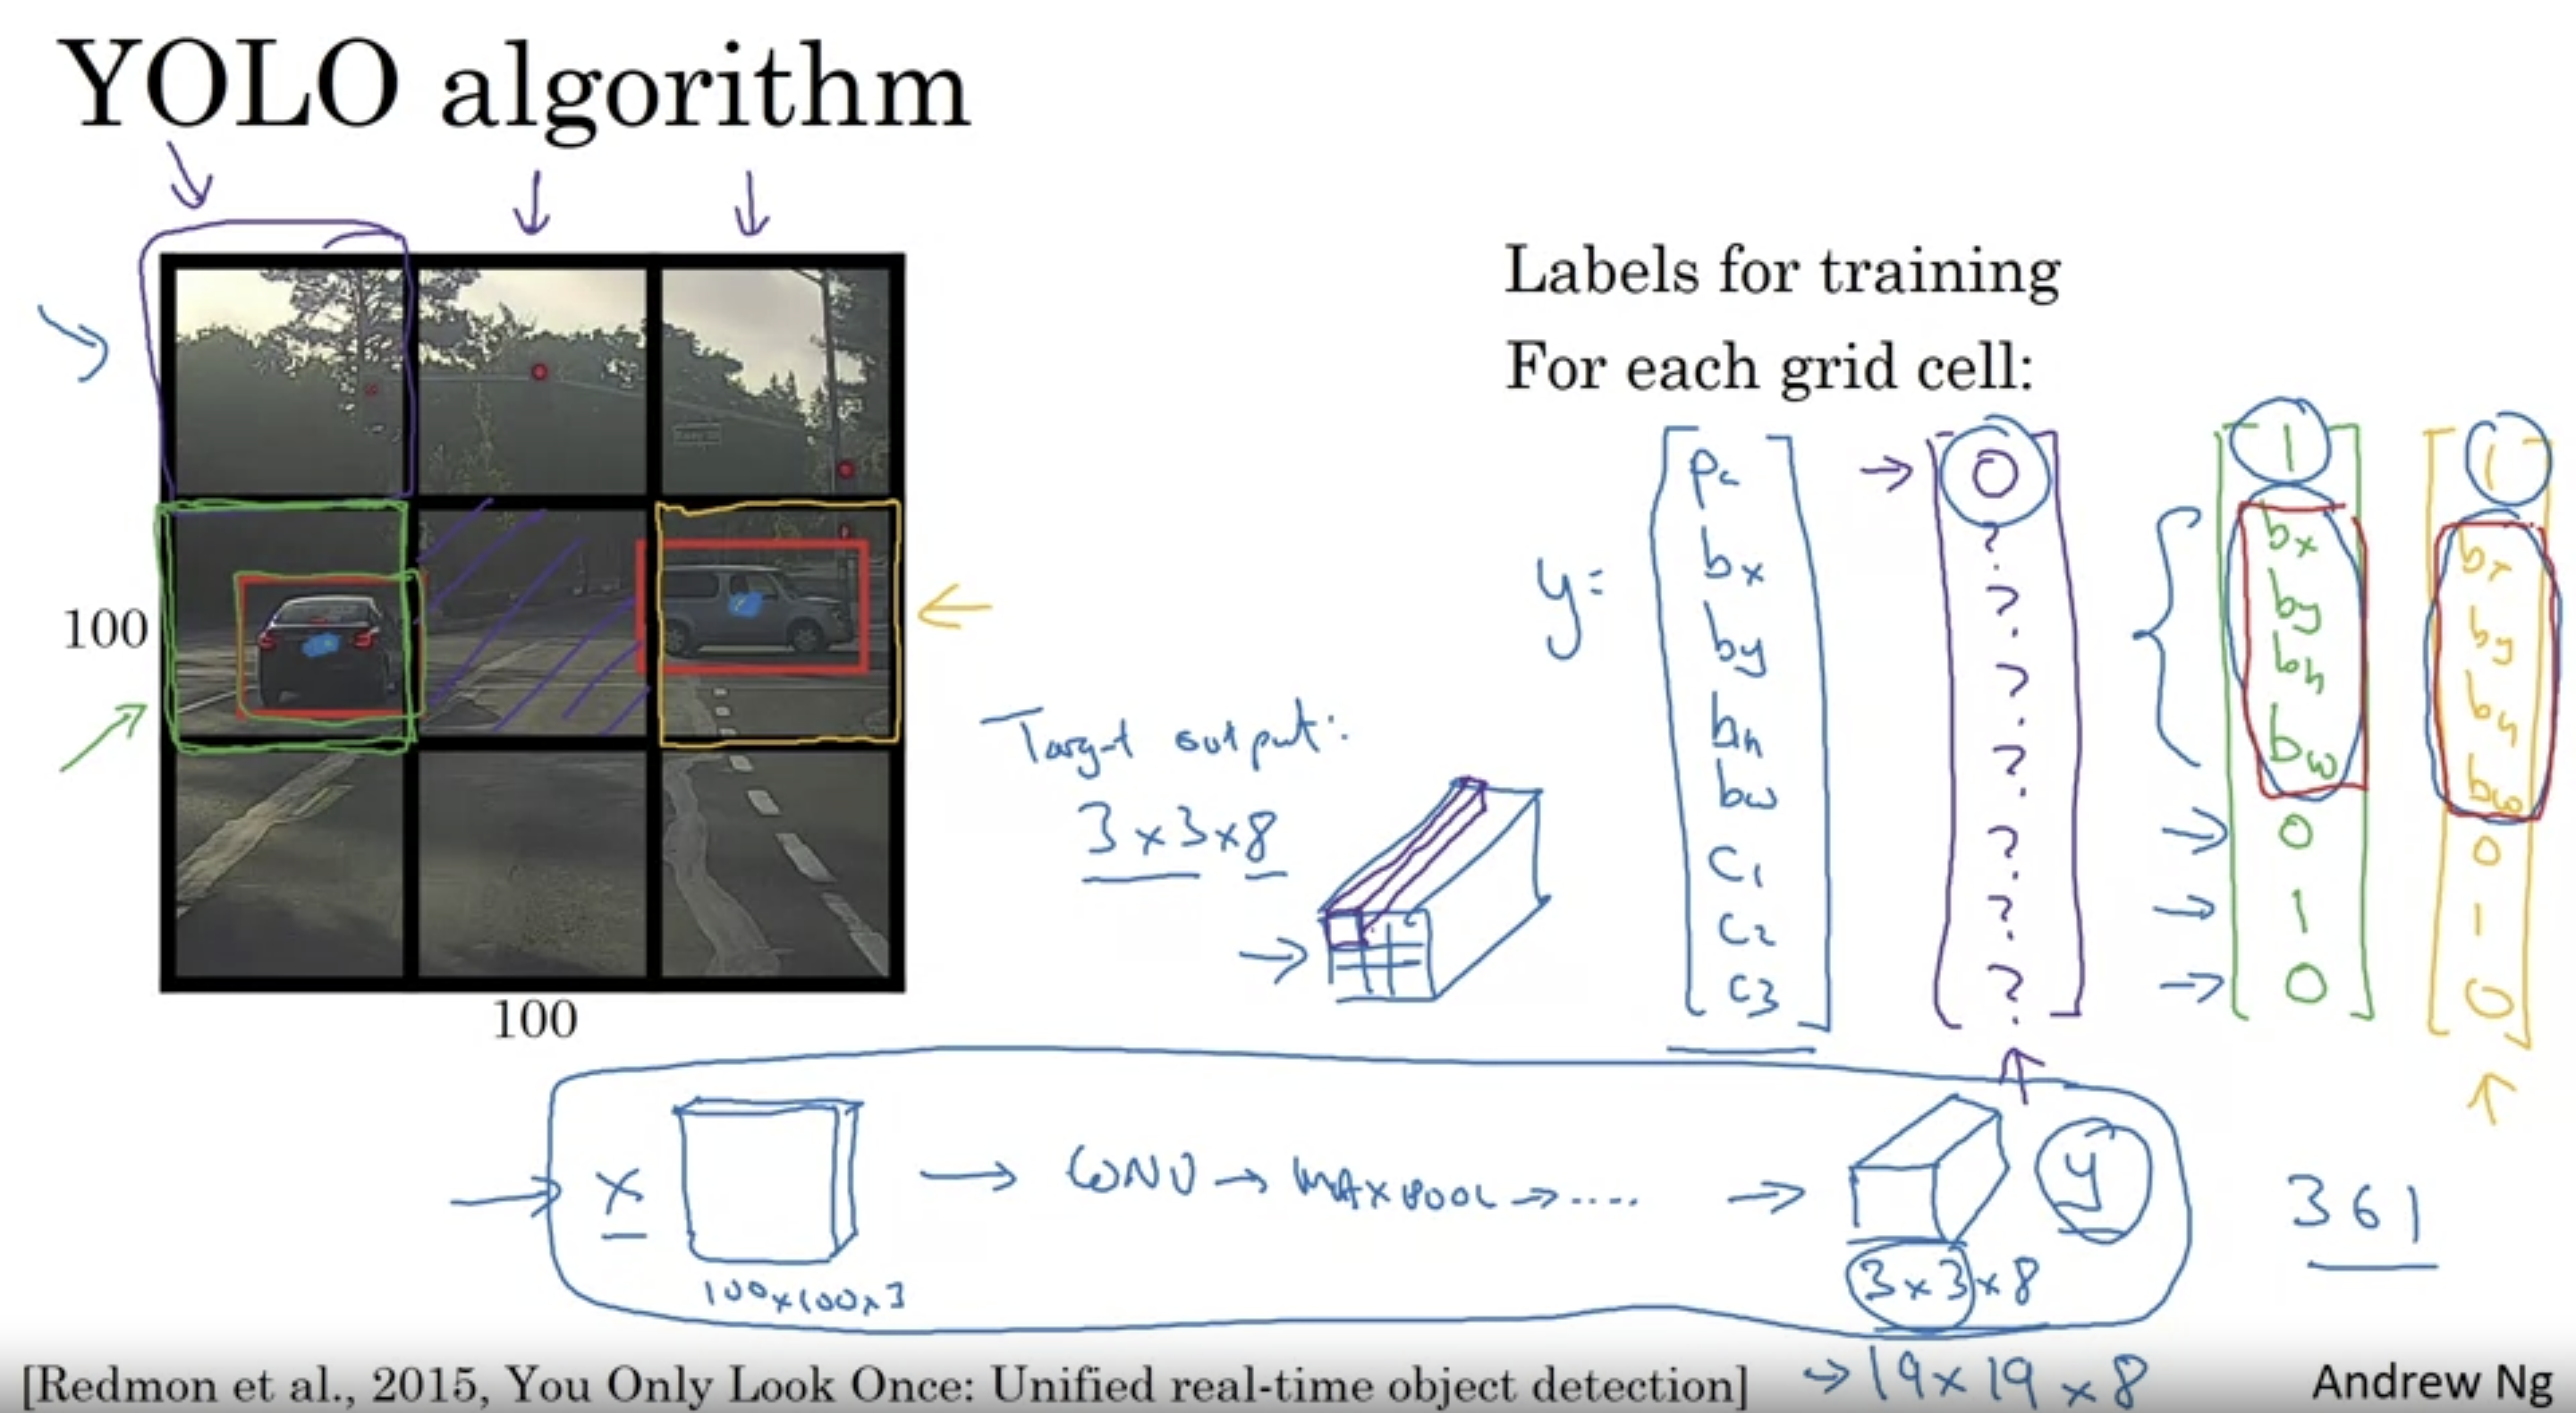 YOLO algorithm
Labels for training
For each grid cell:
100
100
Target output:
3 x 3 x 8
y =
pc
bx
by
bh
bw
c1
c2
c3
0
?
?
?
?
?
?
?
1
bx
by
bh
bw
0
1
0
1
bx
by
bh
bw
0
1
0
x
100x100x3
→ CONV → MAXPOOL → .....
→
y
3 x 3 x 8
361
→ 19 x 19 x 8
[Redmon et al., 2015, You Only Look Once: Unified real-time object detection]
Andrew Ng